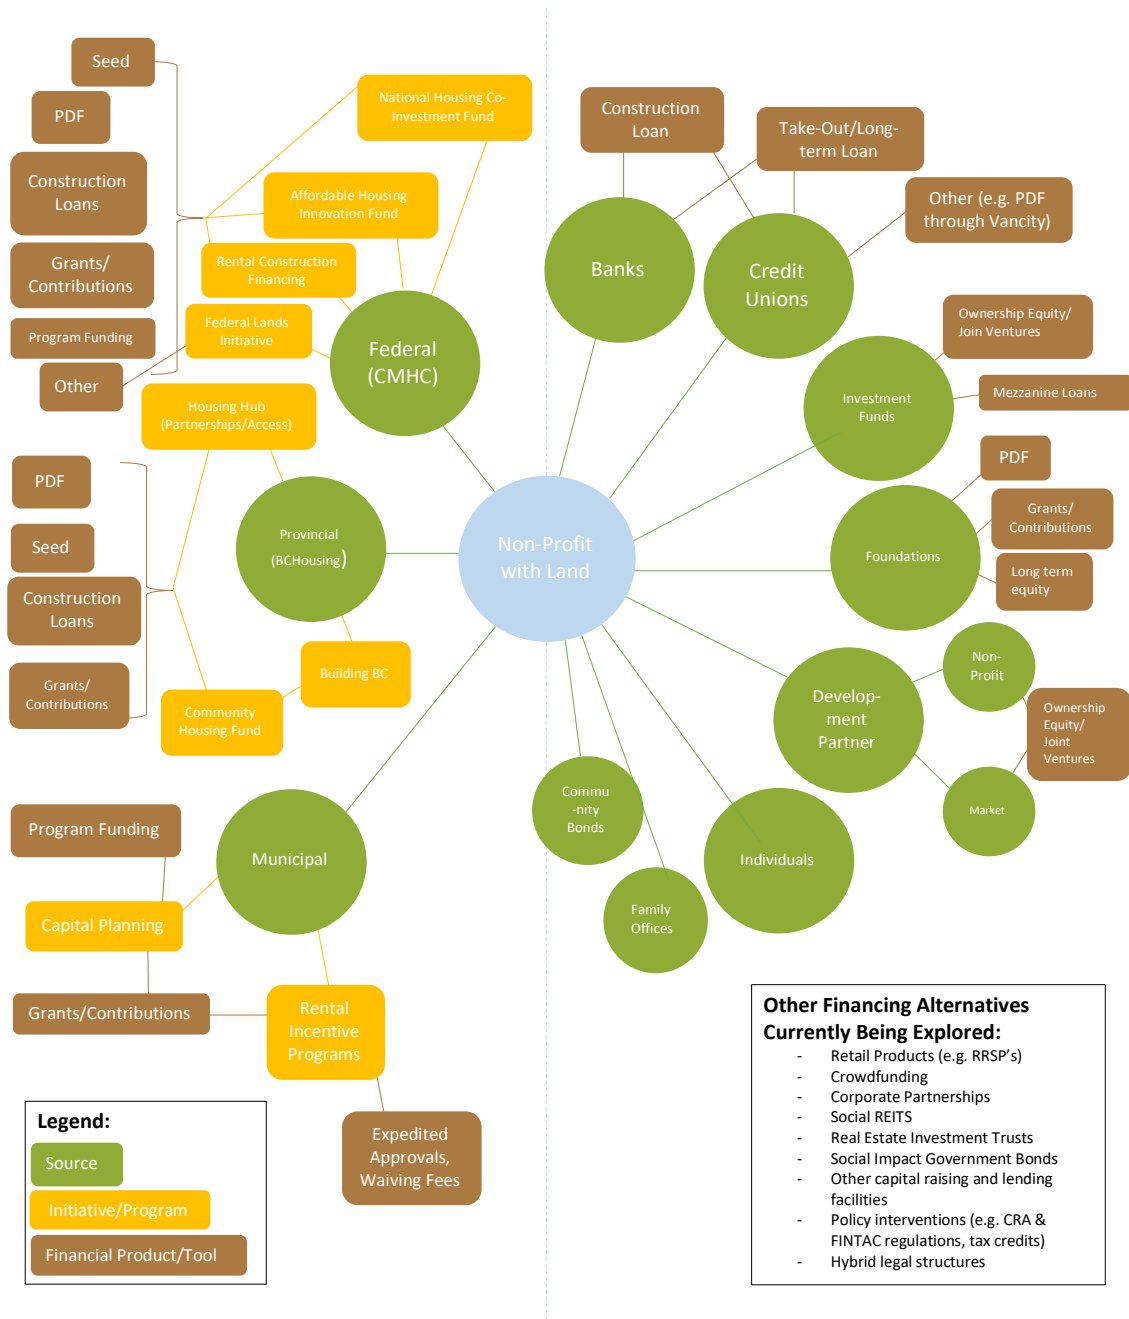 Seed
PDF
Construction
Loans
Grants/
Contributions
Program Funding
Other
National Housing Co-
Investment Fund
Affordable Housing
Innovation Fund
Rental Construction
Financing
Federal Lands
Initiative
Federal
(CMHC)
Housing Hub
(Partnerships/Access)
PDF
Seed
Construction
Loans
Grants/
Contributions
Provincial
(BCHousing)
Building BC
Community
Housing Fund
Program Funding
Municipal
Capital Planning
Grants/Contributions
Rental
Incentive
Programs
Expedited
Approvals,
Waiving Fees
Non-Profit
with Land
Construction
Loan
Take-Out/Long-
term Loan
Other (e.g. PDF
through Vancity)
Banks
Credit
Unions
Ownership Equity/
Join Ventures
Mezzanine Loans
Investment
Funds
PDF
Grants/
Contributions
Long term
equity
Foundations
Non-
Profit
Develop-
ment
Partner
Ownership
Equity/
Joint
Ventures
Market
Commu
-nity
Bonds
Individuals
Family
Offices
Legend:
Source
Initiative/Program
Financial Product/Tool
Other Financing Alternatives
Currently Being Explored:
- Retail Products (e.g. RRSP's)
- Crowdfunding
- Corporate Partnerships
- Social REITS
- Real Estate Investment Trusts
- Social Impact Government Bonds
- Other capital raising and lending
facilities
- Policy interventions (e.g. CRA &
FINTAC regulations, tax credits)
- Hybrid legal structures